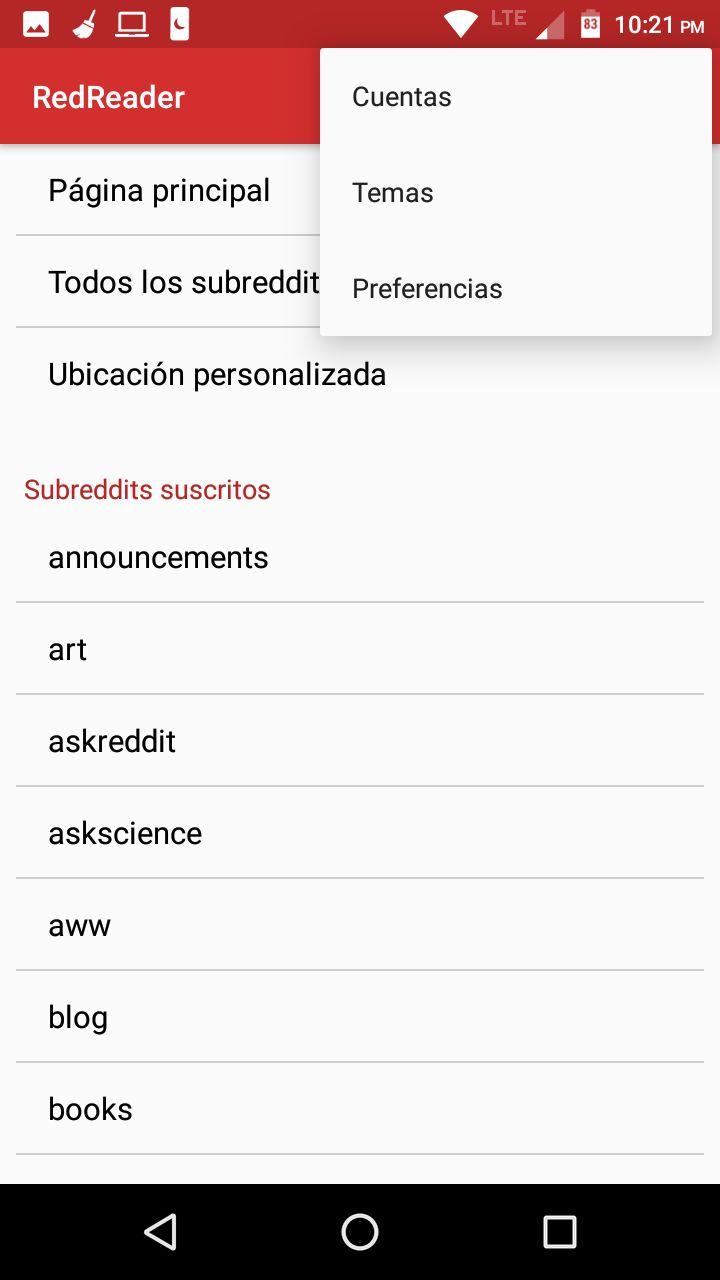 LTE 83 10:21 PM
RedReader
Cuentas
Temas
Preferencias
Página principal
Todos los subreddit
Ubicación personalizada
Subreddits suscritos
announcements
art
askreddit
askscience
aww
blog
books